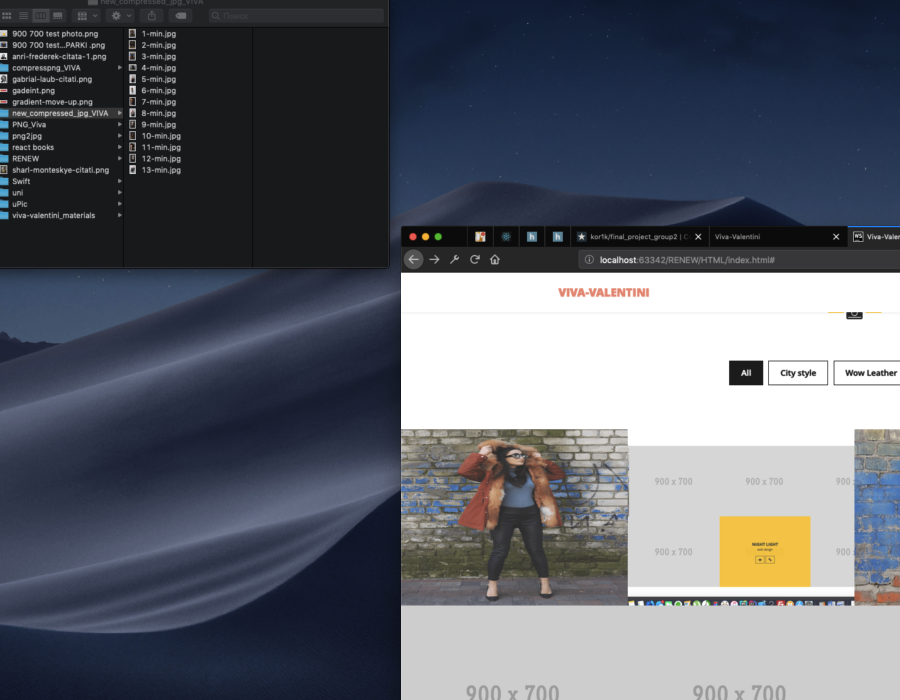 new_compressed_jpg_VIVA
Поиск
900 700 test photo.png
900 700 test...PARKI .png
anri-frederek-citata-1.png
compresspng_VIVA
gabrial-laub-citati.png
gadeint.png
gradient-move-up.png
new_compressed_jpg_VIVA
PNG_Viva
png2jpg
react books
RENEW
sharl-monteskye-citati.png
Swift
uni
uPic
viva-valentini_materials
1-min.jpg
2-min.jpg
3-min.jpg
4-min.jpg
5-min.jpg
6-min.jpg
7-min.jpg
8-min.jpg
9-min.jpg
10-min.jpg
11-min.jpg
12-min.jpg
13-min.jpg
h
h
kor1k/final_project_group2 | C
Viva-Valentini
WS
Viva-Valen
localhost:63342/RENEW/HTML/index.html#
VIVA-VALENTINI
All
City style
Wow Leather
900 x 700
900 x 700
900
900 x 700
NIGHT LIGHT
web design
900
900 x 700
900 x 700